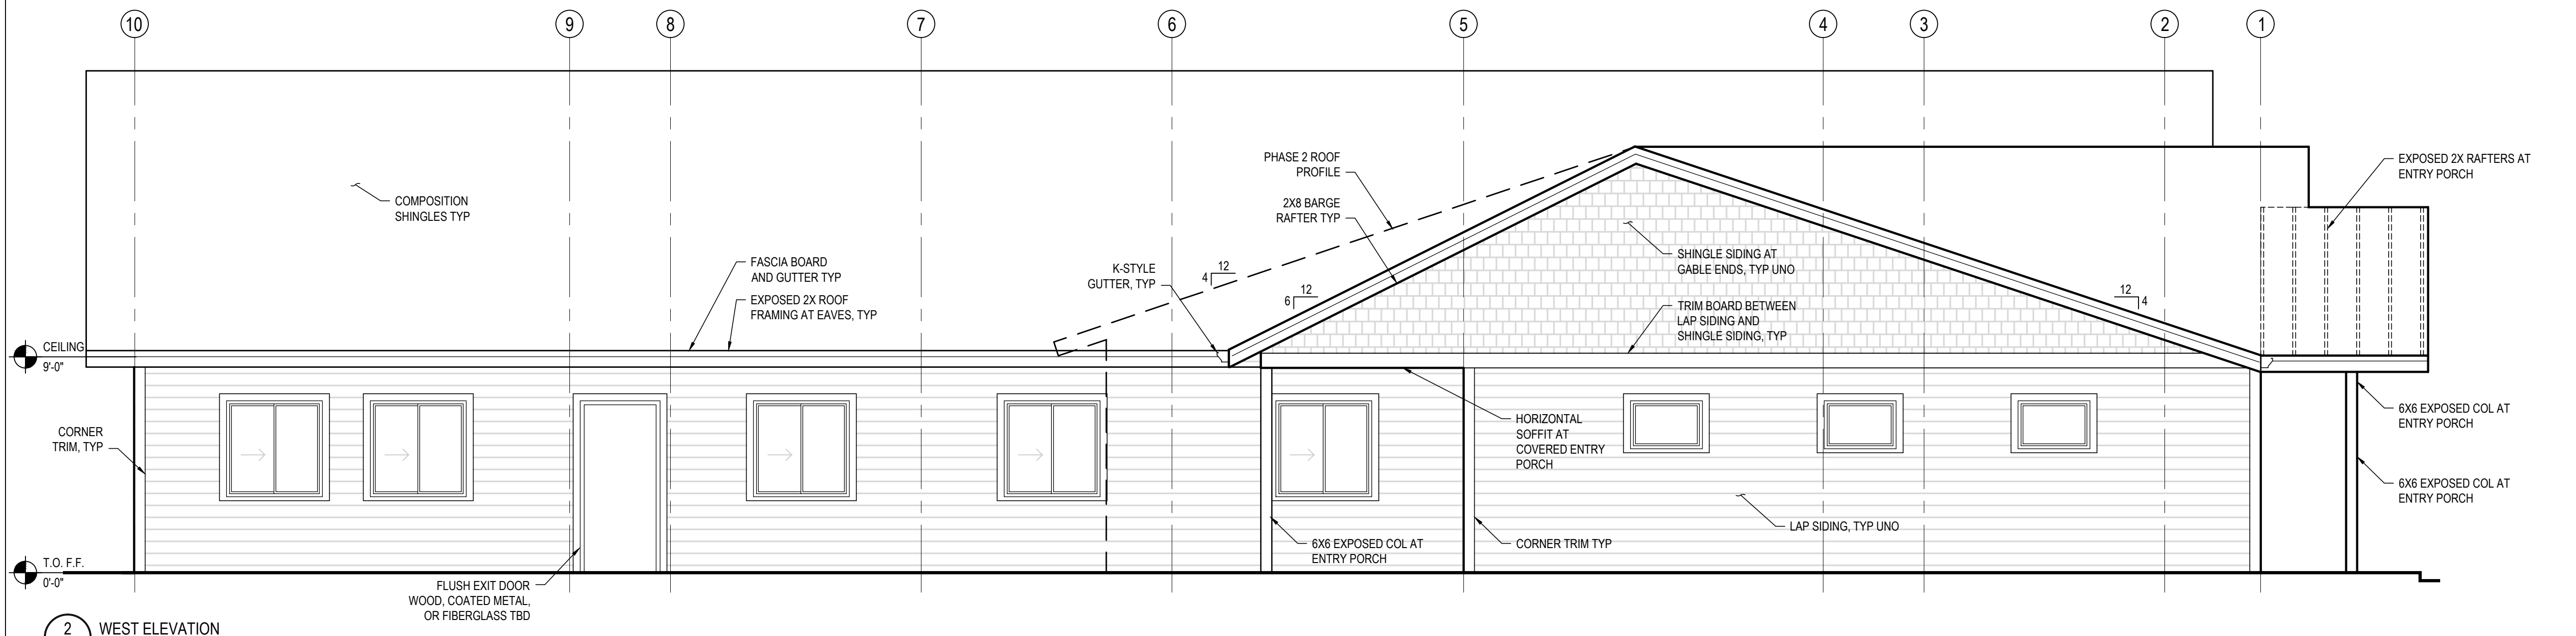 10
9
8
7
6
5
4
3
2
1
PHASE 2 ROOF
PROFILE
EXPOSED 2X RAFTERS AT
ENTRY PORCH
COMPOSITION
SHINGLES TYP
2X8 BARGE
RAFTER TYP
SHINGLE SIDING AT
GABLE ENDS, TYP UNO
FASCIA BOARD
AND GUTTER TYP
K-STYLE
GUTTER, TYP
12
4
12
6
12
4
EXPOSED 2X ROOF
FRAMING AT EAVES, TYP
TRIM BOARD BETWEEN
LAP SIDING AND
SHINGLE SIDING, TYP
CEILING
9'-0"
CORNER
TRIM, TYP
HORIZONTAL
SOFFIT AT
COVERED ENTRY
PORCH
6X6 EXPOSED COL AT
ENTRY PORCH
6X6 EXPOSED COL AT
ENTRY PORCH
LAP SIDING, TYP UNO
6X6 EXPOSED COL AT
ENTRY PORCH
CORNER TRIM TYP
T.O. F.F.
0'-0"
FLUSH EXIT DOOR
WOOD, COATED METAL,
OR FIBERGLASS TBD
2
WEST ELEVATION